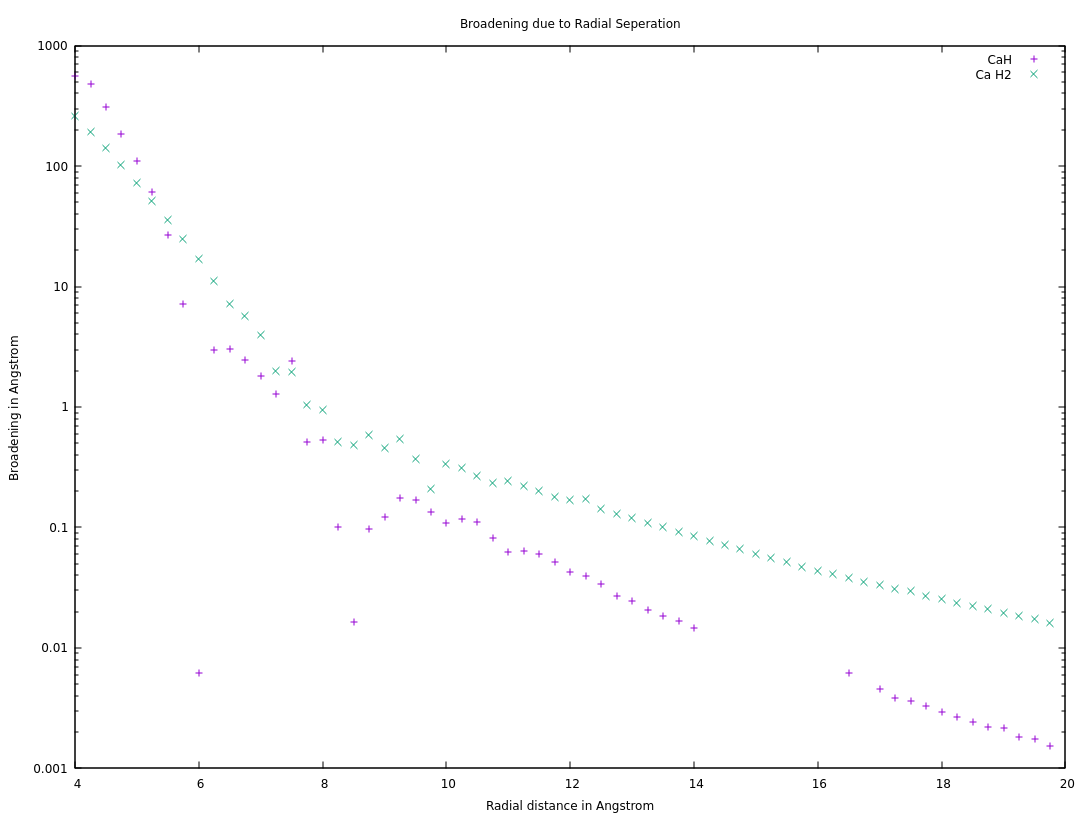 Broadening due to Radial Seperation
CaH
Ca H2
1000
100
10
1
0.1
0.01
0.001
Broadening in Angstrom
4 6 8 10 12 14 16 18 20
Radial distance in Angstrom